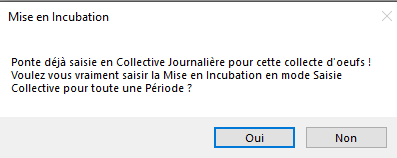 Mise en Incubation
Ponte déjà saisie en Collective Journalière pour cette collecte d'oeufs !
Voulez vous vraiment saisir la Mise en Incubation en mode Saisie
Collective pour toute une Période ?
Oui
Non